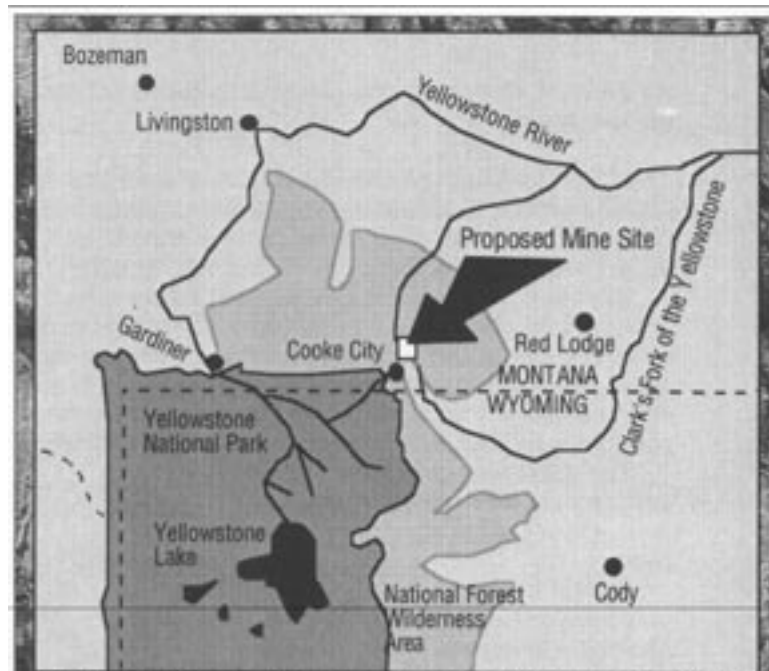 Bozeman
Livingston
Yellowstone River
Proposed Mine Site
Gardiner
Cooke City
Red Lodge
MONTANA
WYOMING
Clark's Fork of the Yellowstone
Yellowstone
National Park
Yellowstone
Lake
National Forest
Wilderness
Area
Cody